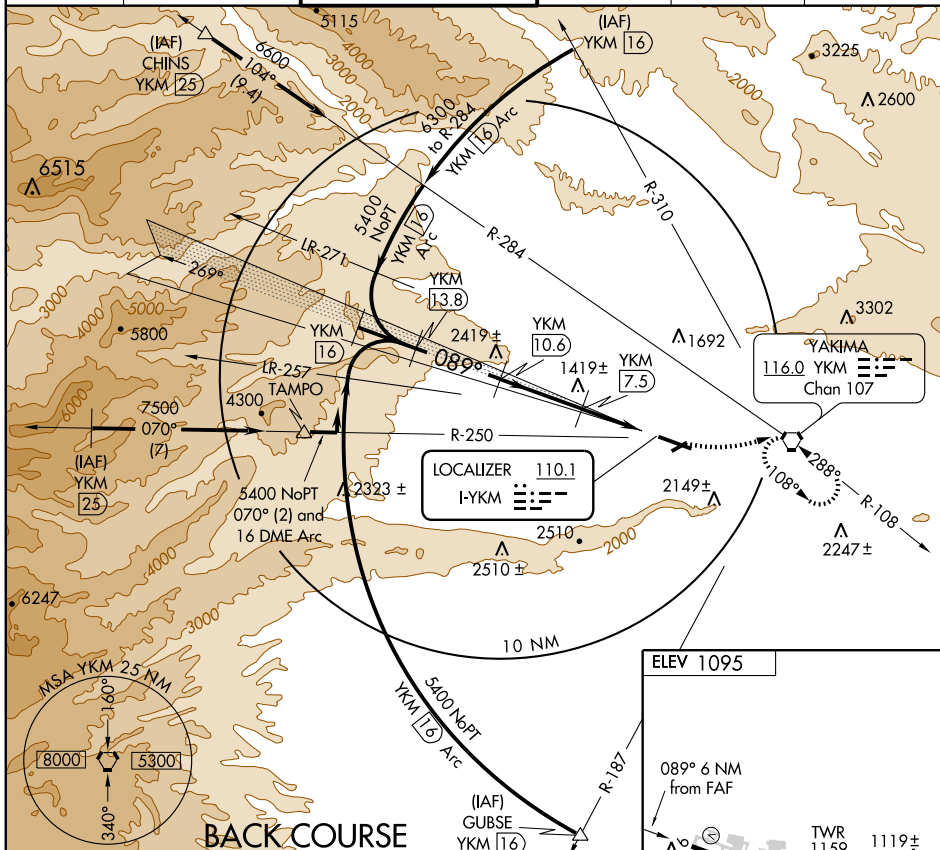 5115
(IAF)
YKM 16
(IAF)
CHINS
YKM 25
6600
104°
(9.4)
3000
2000
4000
3000
2000
3225
2600
6515
6300
to R-284
YKM 16 Arc
5400
NoPT
YKM 16
Arc
R-310
R-284
LR-271
269°
YKM
13.8
3000
4000
5000
5800
3302
YKM
16
2419 ±
YKM
10.6
089°
1692
1419 ±
YKM
7.5
YAKIMA
116.0 YKM
Chan 107
LR-257
TAMPO
4300
6000
7500
070°
(7)
R-250
(IAF)
YKM
25
LOCALIZER 110.1
I-YKM
288°
108°
R-108
5400 NoPT
070° (2) and
16 DME Arc
2323 ±
2149 ±
2510
2000
2510 ±
2247 ±
5000
4000
6247
3000
10 NM
MSA YKM 25 NM
160°
8000
5300
340°
5400 NoPT
YKM 16 Arc
R-187
ELEV 1095
089° 6 NM
from FAF
(IAF)
GUBSE
YKM 16
BACK COURSE
TWR
1159
1119 ±